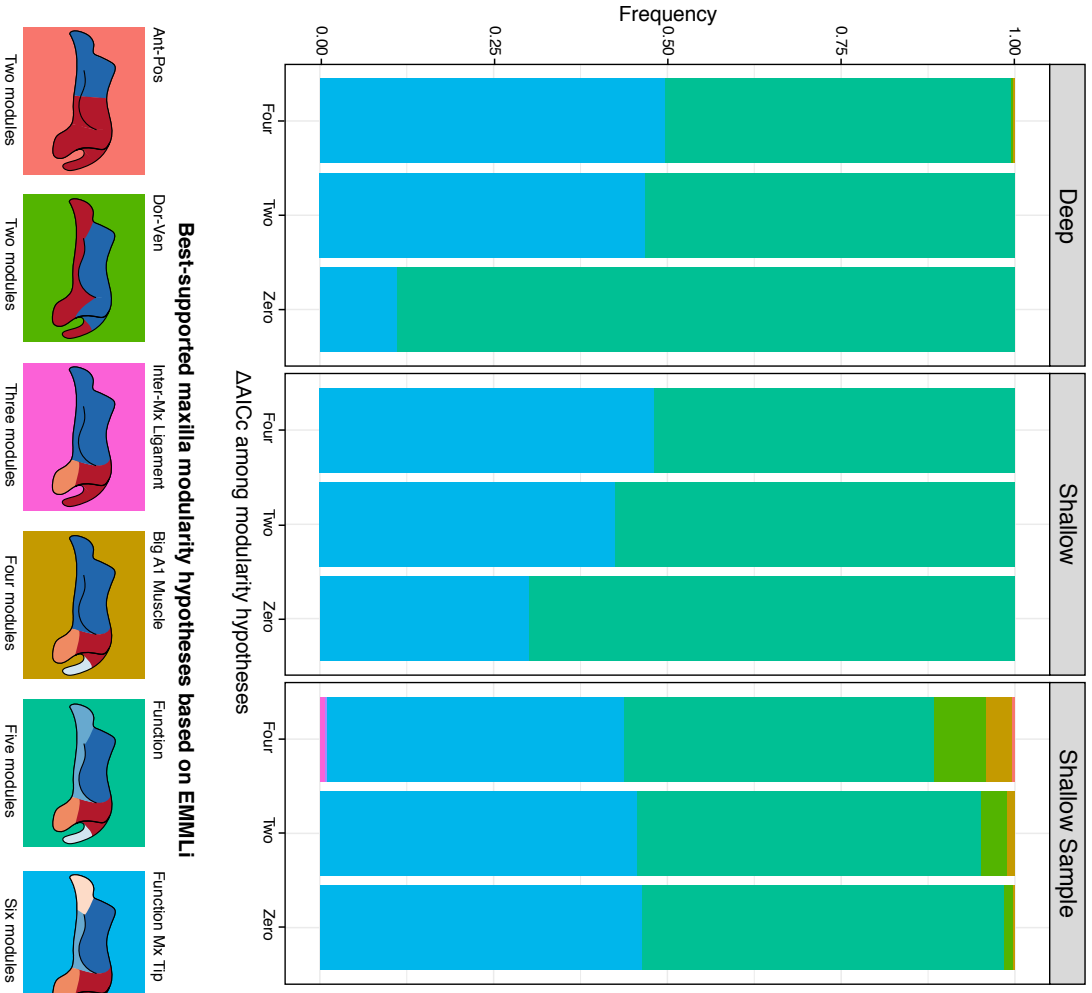 Frequency
1.00
0.75
0.50
0.25
0.00
Deep
Shallow
Shallow Sample
Four
Two
Zero
Four
Two
Zero
Four
Two
Zero
ΔAICc among modularity hypotheses
Best-supported maxilla modularity hypotheses based on EMMLi
Ant-Pos
Dor-Ven
Inter-Mx Ligament
Big A1 Muscle
Function
Function Mx Tip
Two modules
Two modules
Three modules
Four modules
Five modules
Six modules